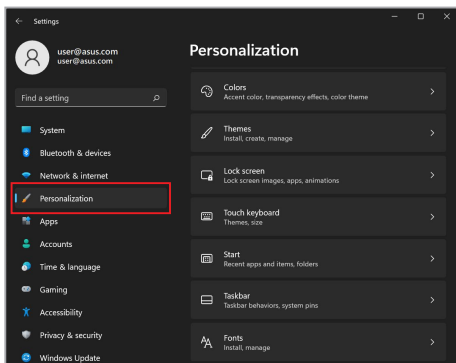 Settings
user@asus.com
user@asus.com
Find a setting
System
Bluetooth & devices
Network & internet
Personalization
Apps
Accounts
Time & language
Gaming
Accessibility
Privacy & security
Windows Update
Personalization
Colors
Accent color, transparency effects, color theme
Themes
Install, create, manage
Lock screen
Lock screen images, apps, animations
Touch keyboard
Themes, size
Start
Recent apps and items, folders
Taskbar
Taskbar behaviors, system pins
Fonts
Install, manage